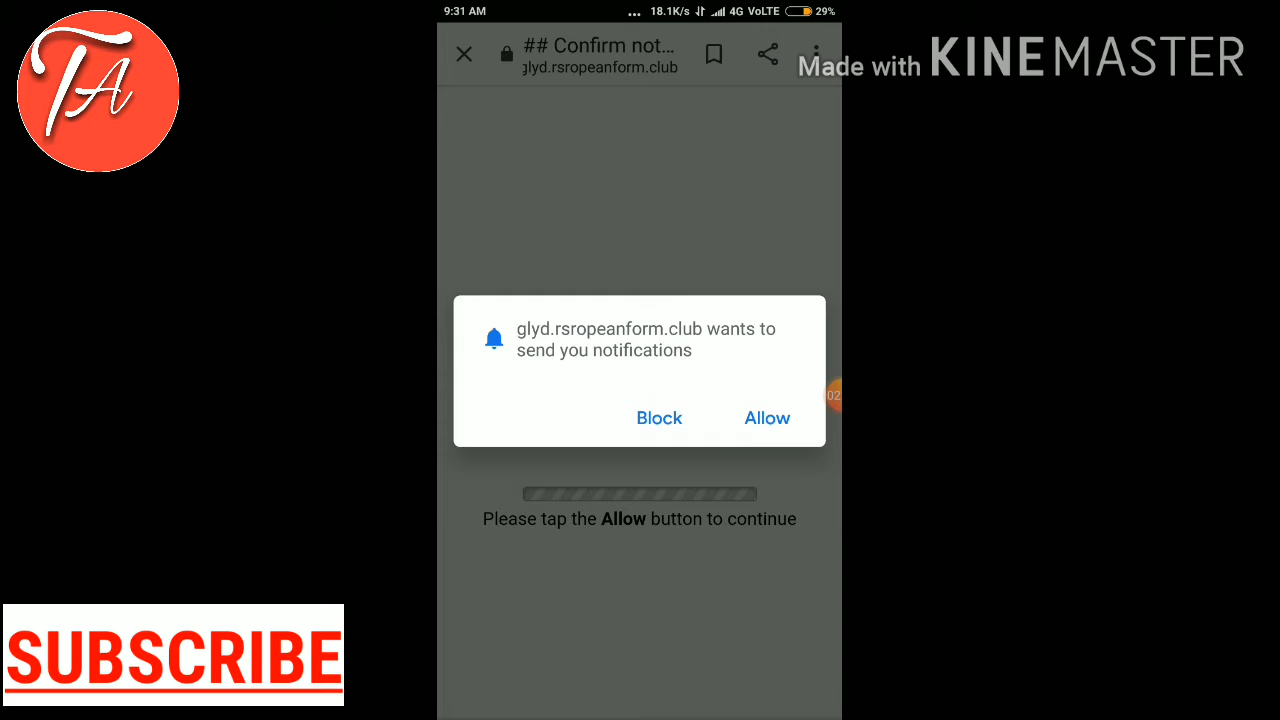 TA
9:31 AM
... 18.1K/s 4G VoLTE 29%
## Confirm not...
glyd.rsropeanform.club
Made with KINEMASTER
glyd.rsropeanform.club wants to
send you notifications
02
Block Allow
Please tap the Allow button to continue
SUBSCRIBE